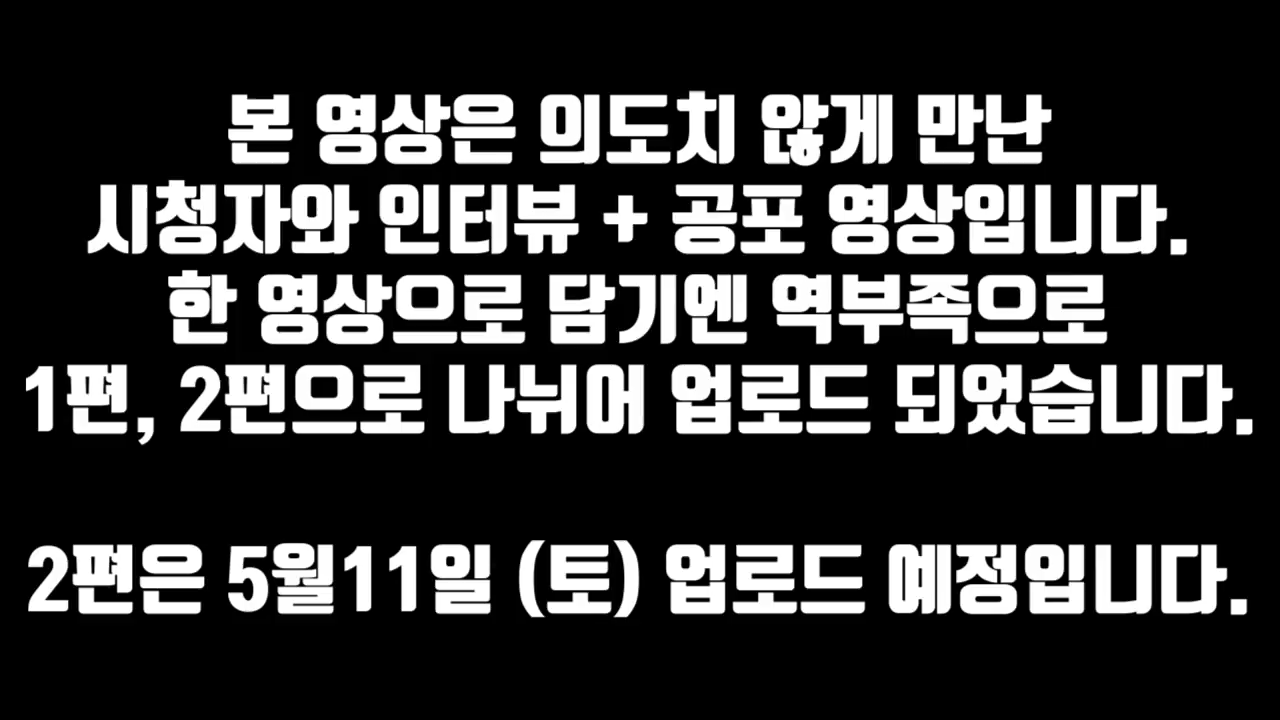 본 영상은 의도치 않게 만난
시청자와 인터뷰 + 공포 영상입니다.
한 영상으로 담기엔 역부족으로
1편, 2편으로 나뉘어 업로드 되었습니다.
2편은 5월11일 (토) 업로드 예정입니다.